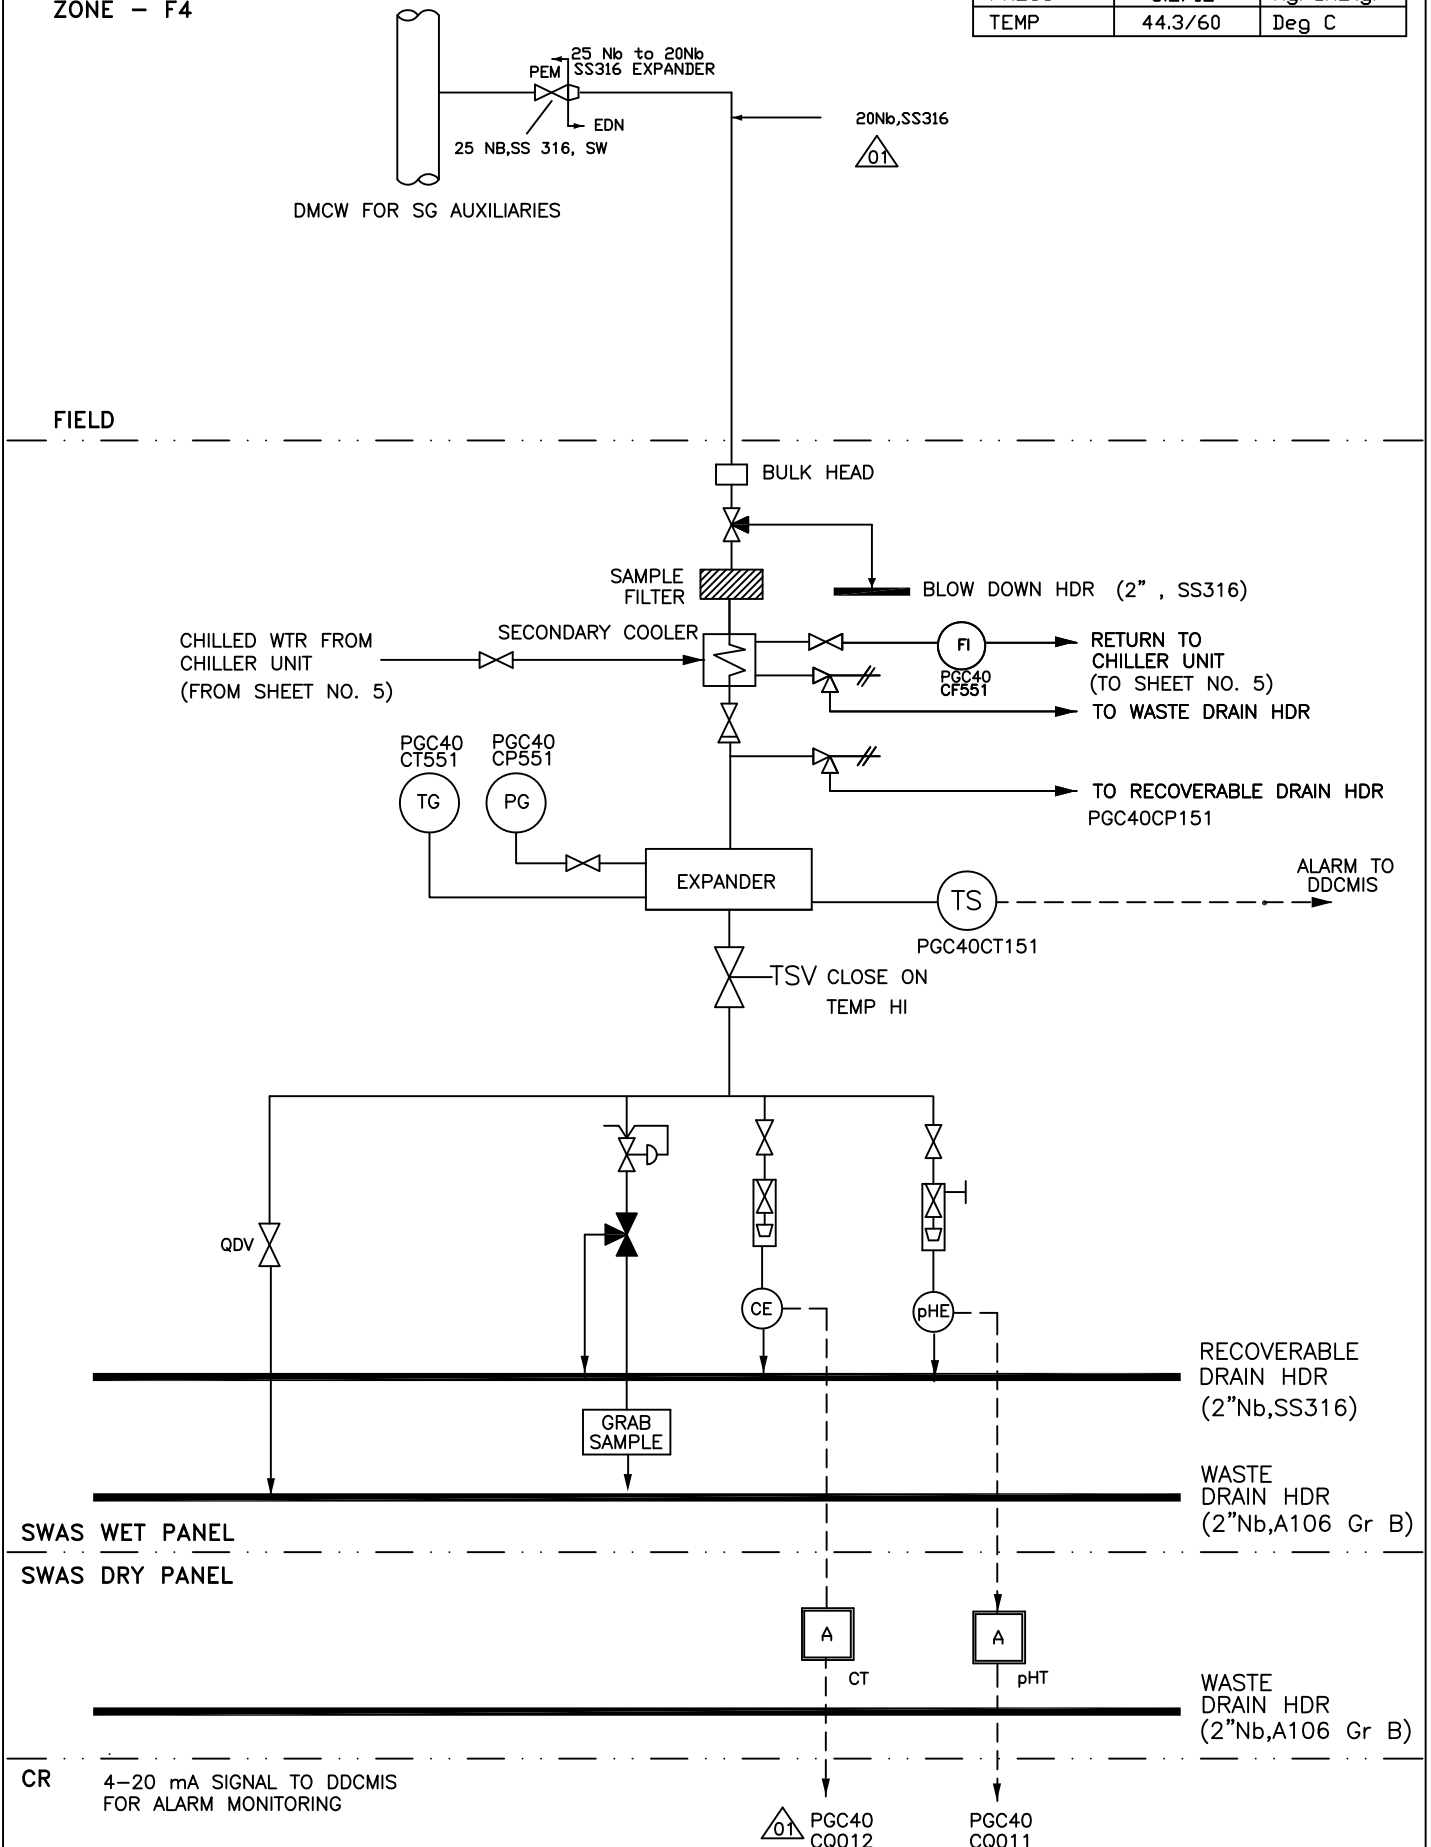 ZONE - F4
TEMP 44.3/60 Deg C
25 Nb to 20Nb
SS316 EXPANDER
PEM
EDN
25 NB,SS 316, SW
20Nb,SS316
01
DMCW FOR SG AUXILIARIES
FIELD
BULK HEAD
SAMPLE
FILTER
BLOW DOWN HDR (2" , SS316)
SECONDARY COOLER
CHILLED WTR FROM
CHILLER UNIT
(FROM SHEET NO. 5)
FI
PGC40
CF551
RETURN TO
CHILLER UNIT
(TO SHEET NO. 5)
TO WASTE DRAIN HDR
PGC40
CT551
PGC40
CP551
TG
PG
TO RECOVERABLE DRAIN HDR
PGC40CP151
EXPANDER
TS
PGC40CT151
ALARM TO
DDCMIS
TSV CLOSE ON
TEMP HI
QDV
CE
pHE
RECOVERABLE
DRAIN HDR
(2"Nb,SS316)
GRAB
SAMPLE
WASTE
DRAIN HDR
(2"Nb,A106 Gr B)
SWAS WET PANEL
SWAS DRY PANEL
A
CT
A
pHT
WASTE
DRAIN HDR
(2"Nb,A106 Gr B)
CR
4-20 mA SIGNAL TO DDCMIS
FOR ALARM MONITORING
01
PGC40
CQ012
PGC40
CQ011